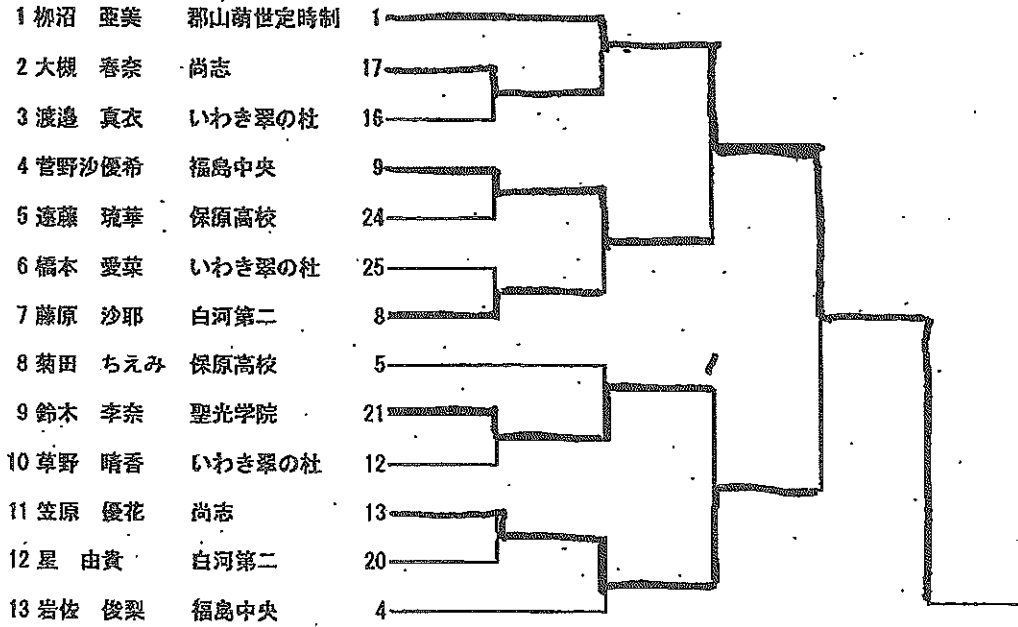 1 柳沼 亜美 郡山萌世定時制 1
2 大槻 春奈 尚志 17
3 渡邉 真衣 いわき翠の杜 16
4 菅野沙優希 福島中央 9
5 遠藤 琉華 保原高校 24
6 橋本 愛菜 いわき翠の杜 25
7 藤原 沙耶 白河第二 8
8 菊田 ちえみ 保原高校 5
9 鈴木 李奈 聖光学院 21
10 草野 晴香 いわき翠の杜 12
11 笠原 優花 尚志 13
12 星 由貴 白河第二 20
13 岩佐 俊梨 福島中央 4